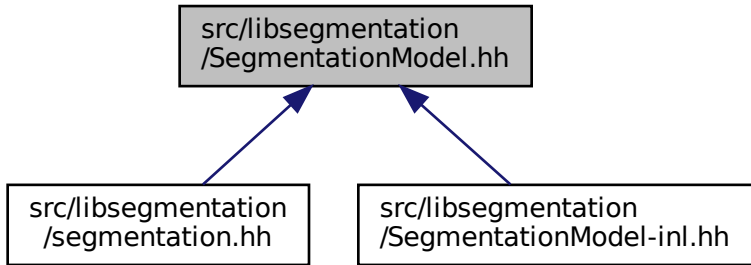 src/libsegmentation
/SegmentationModel.hh
src/libsegmentation
/segmentation.hh
src/libsegmentation
/SegmentationModel-inl.hh